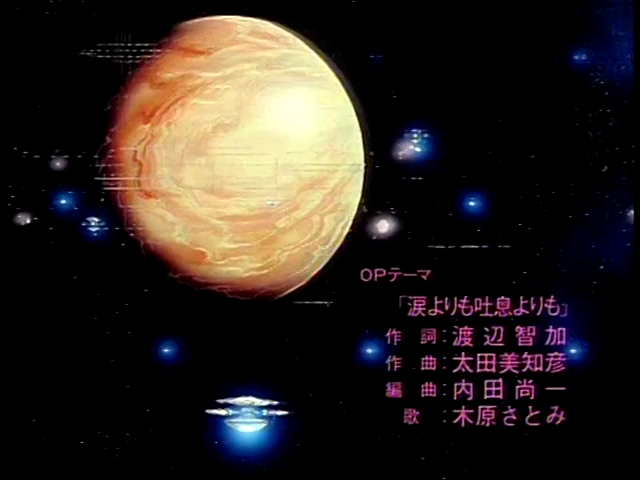 OPテーマ
「涙よりも吐息よりも」
作 詞：渡 辺 智 加
作 曲：太田美知彦
編 曲：内 田 尚 一
歌 ：木原さとみ